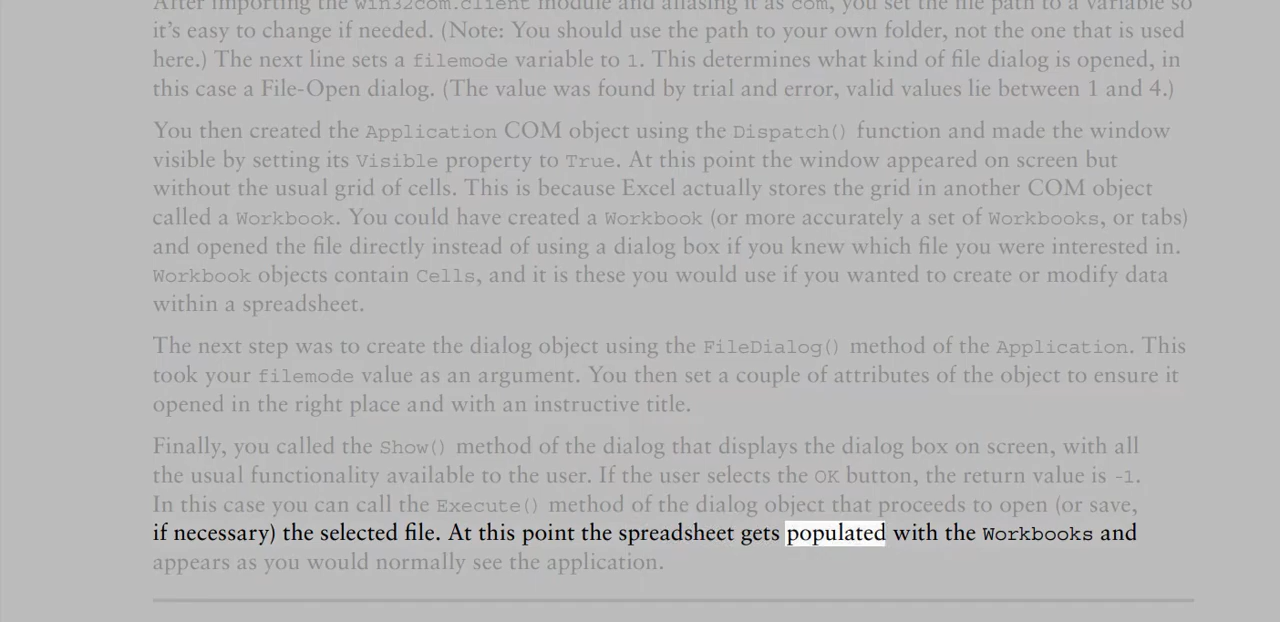 After importing the win32com.client module and aliasing it as com, you set the file path to a variable so
it’s easy to change if needed. (Note: You should use the path to your own folder, not the one that is used
here.) The next line sets a filemode variable to 1. This determines what kind of file dialog is opened, in
this case a File-Open dialog. (The value was found by trial and error, valid values lie between 1 and 4.)
You then created the Application COM object using the Dispatch() function and made the window
visible by setting its Visible property to True. At this point the window appeared on screen but
without the usual grid of cells. This is because Excel actually stores the grid in another COM object
called a Workbook. You could have created a Workbook (or more accurately a set of Workbooks, or tabs)
and opened the file directly instead of using a dialog box if you knew which file you were interested in.
Workbook objects contain Cells, and it is these you would use if you wanted to create or modify data
within a spreadsheet.
The next step was to create the dialog object using the FileDialog() method of the Application. This
took your filemode value as an argument. You then set a couple of attributes of the object to ensure it
opened in the right place and with an instructive title.
Finally, you called the Show() method of the dialog that displays the dialog box on screen, with all
the usual functionality available to the user. If the user selects the OK button, the return value is -1.
In this case you can call the Execute() method of the dialog object that proceeds to open (or save,
if necessary) the selected file. At this point the spreadsheet gets populated with the Workbooks and
appears as you would normally see the application.